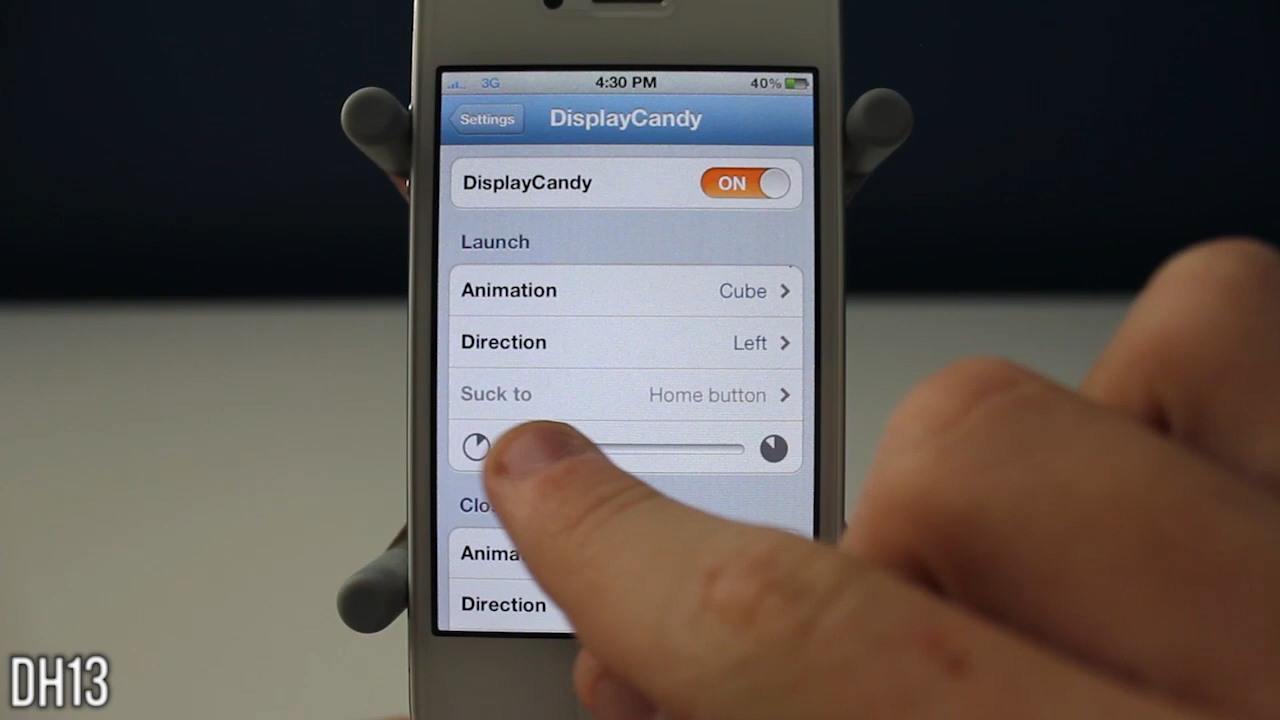 3G 4:30 PM 40%
Settings DisplayCandy
DisplayCandy ON
Launch
Animation Cube
Direction Left
Suck to Home button
Direction
DH13